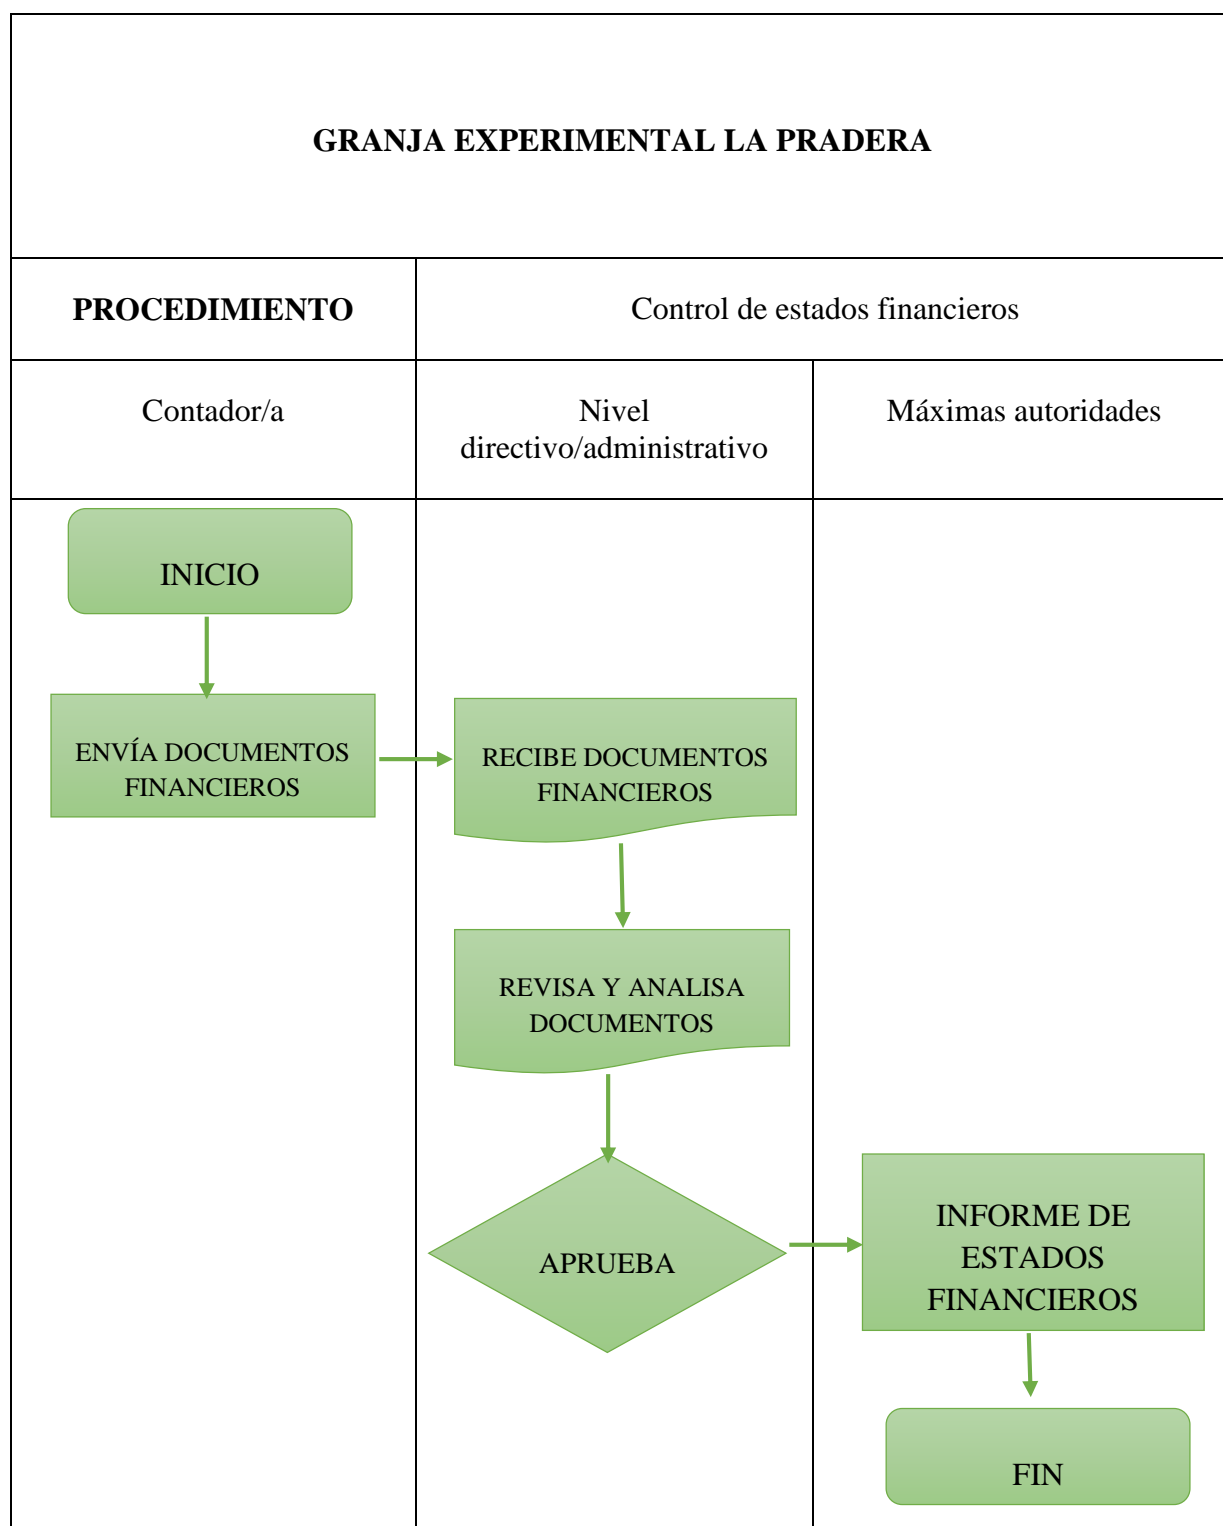 GRANJA EXPERIMENTAL LA PRADERA
PROCEDIMIENTO
Control de estados financieros
Contador/a
Nivel
directivo/administrativo
Máximas autoridades
INICIO
ENVÍA DOCUMENTOS
FINANCIEROS
RECIBE DOCUMENTOS
FINANCIEROS
REVISA Y ANALISA
DOCUMENTOS
APRUEBA
INFORME DE
ESTADOS
FINANCIEROS
FIN